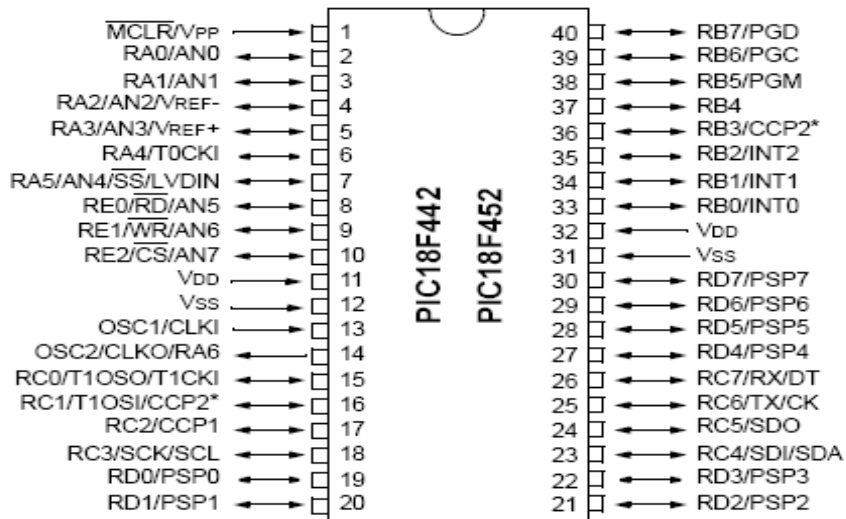 MCLR/VPP 1 40 RB7/PGD
RA0/AN0 2 39 RB6/PGC
RA1/AN1 3 38 RB5/PGM
RA2/AN2/VREF- 4 37 RB4
RA3/AN3/VREF+ 5 36 RB3/CCP2*
RA4/T0CKI 6 35 RB2/INT2
RA5/AN4/SS/LVDIN 7 34 RB1/INT1
RE0/RD/AN5 8 33 RB0/INT0
RE1/WR/AN6 9 32 VDD
RE2/CS/AN7 10 31 VSS
VDD 11 30 RD7/PSP7
VSS 12 29 RD6/PSP6
OSC1/CLKI 13 28 RD5/PSP5
OSC2/CLKO/RA6 14 27 RD4/PSP4
RC0/T1OSO/T1CKI 15 26 RC7/RX/DT
RC1/T1OSI/CCP2* 16 25 RC6/TX/CK
RC2/CCP1 17 24 RC5/SDO
RC3/SCK/SCL 18 23 RC4/SDI/SDA
RD0/PSP0 19 22 RD3/PSP3
RD1/PSP1 20 21 RD2/PSP2
PIC18F442
PIC18F452